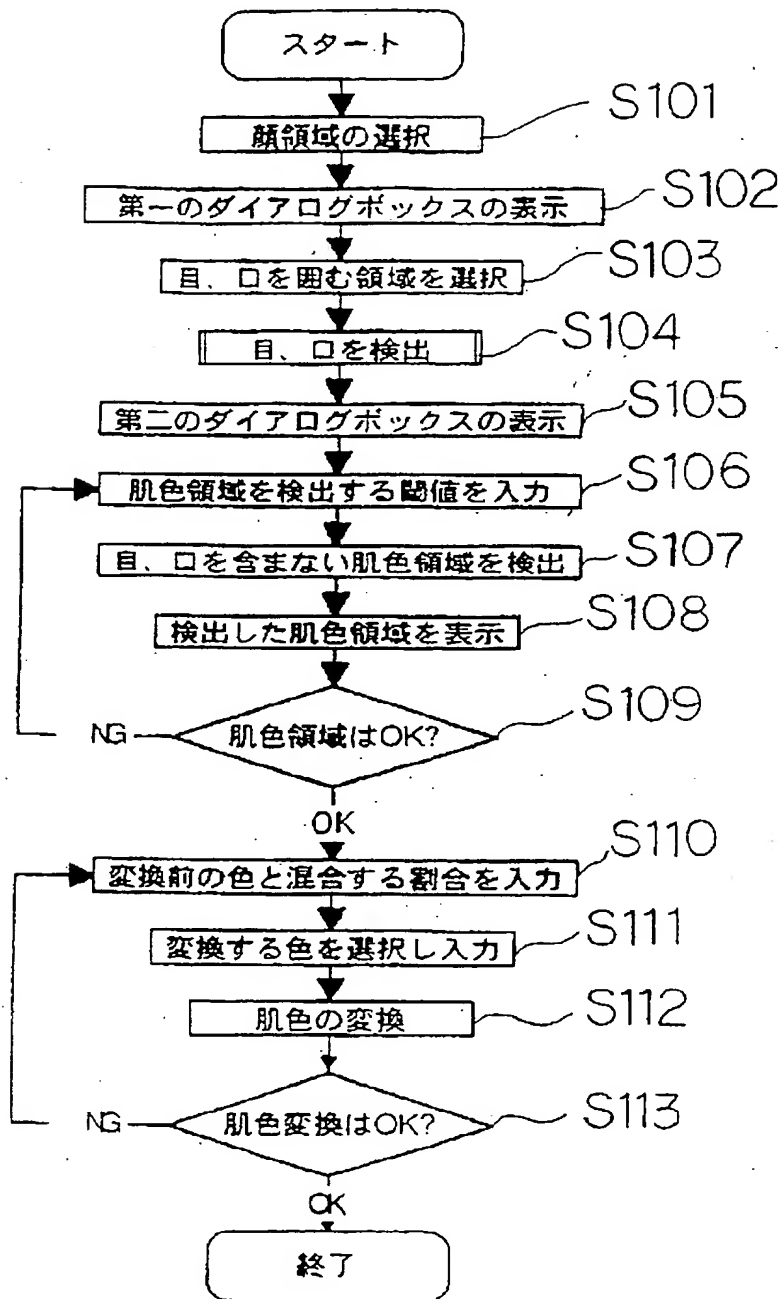 スタート
S101
顔領域の選択
S102
第一のダイアログボックスの表示
S103
目、口を囲む領域を選択
S104
目、口を検出
S105
第二のダイアログボックスの表示
S106
肌色領域を検出する閾値を入力
S107
目、口を含まない肌色領域を検出
S108
検出した肌色領域を表示
S109
NG
肌色領域はOK?
OK
S110
変換前の色と混合する割合を入力
S111
変換する色を選択し入力
S112
肌色の変換
S113
NG
肌色変換はOK?
OK
終了